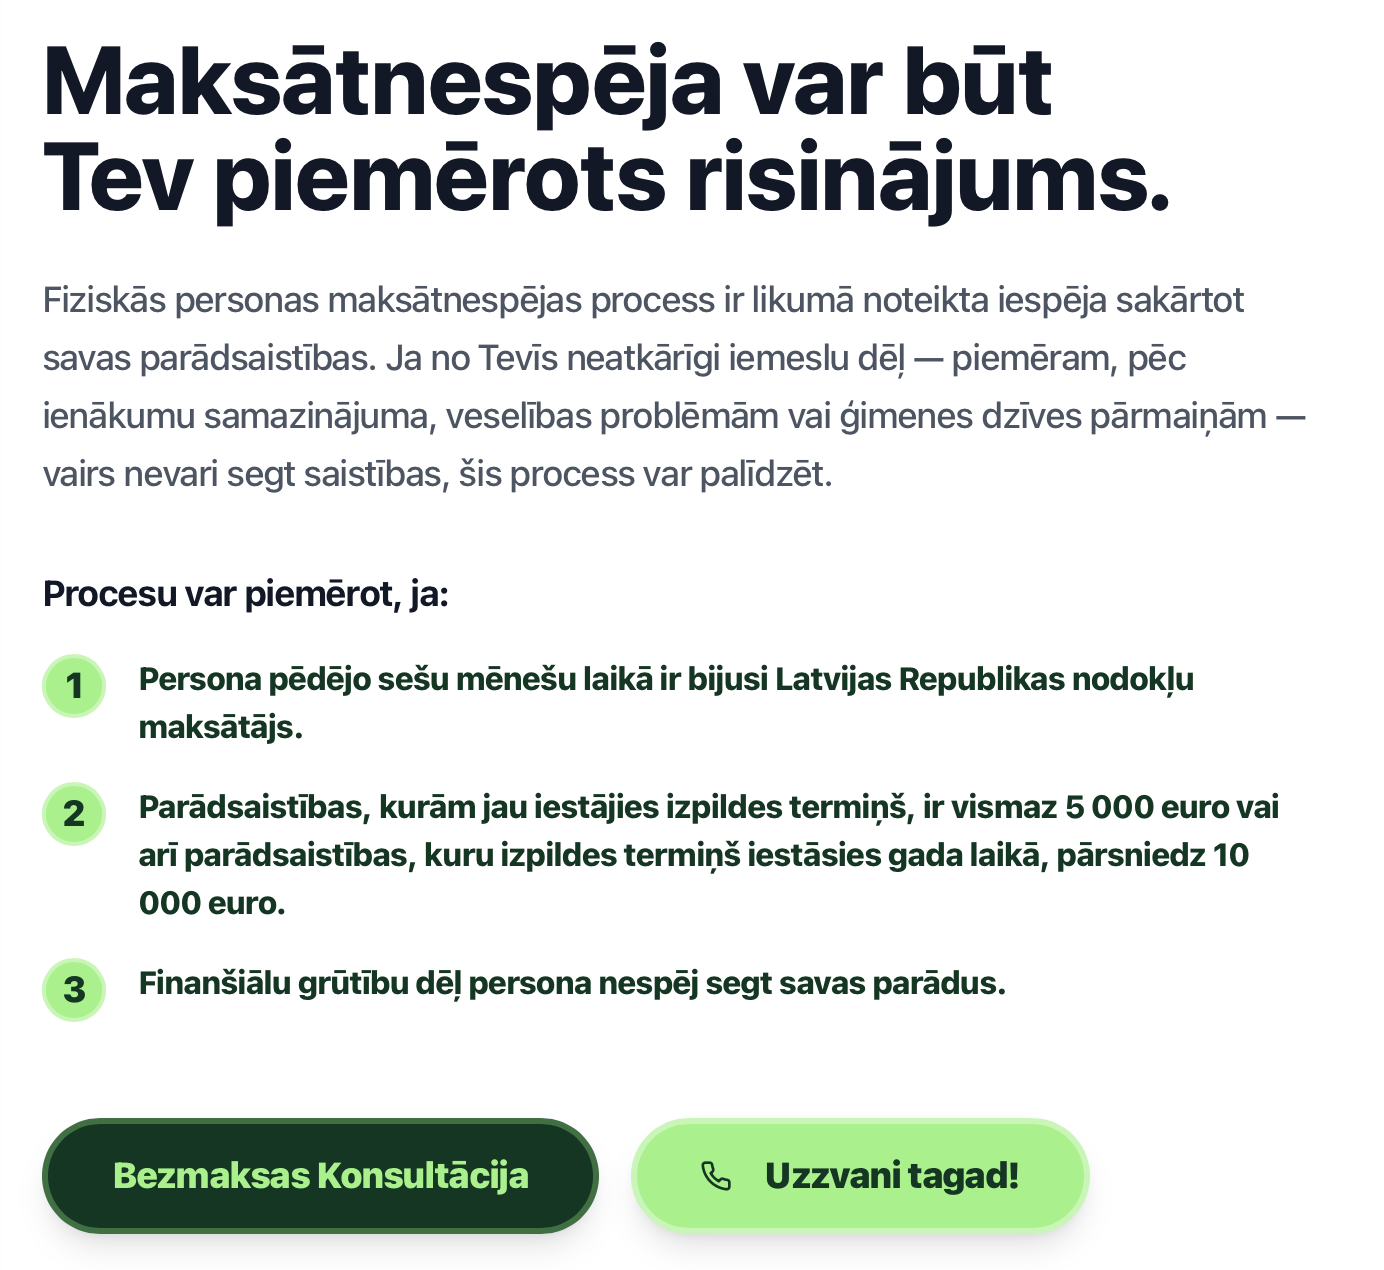 Maksātnespēja var būt
Tev piemērots risinājums.
Fiziskās personas maksātnespējas process ir likumā noteikta iespēja sakārtot
savas parādsaistības. Ja no Tevīs neatkārīgi iemeslu dēļ — piemēram, pēc
ienākumu samazinājuma, veselības problēmām vai ģimenes dzīves pārmaiņām —
vairs nevari segt saistības, šis process var palīdzēt.
Procesu var piemērot, ja:
1 Persona pēdējo sešu mēnešu laikā ir bijusi Latvijas Republikas nodokļu
maksātājs.
2 Parādsaistības, kurām jau iestājies izpildes termiņš, ir vismaz 5 000 euro vai
arī parādsaistības, kuru izpildes termiņš iestāsies gada laikā, pārsniedz 10
000 euro.
3 Finanšiālu grūtību dēļ persona nespēj segt savas parādus.
Bezmaksas Konsultācija
Uzzvani tagad!